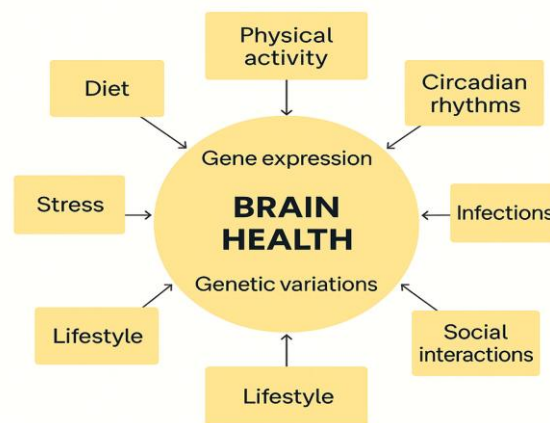 Physical
activity
Diet
Circadian
rhythms
Gene expression
Stress
BRAIN
HEALTH
Infections
Genetic variations
Lifestyle
Social
interactions
Lifestyle